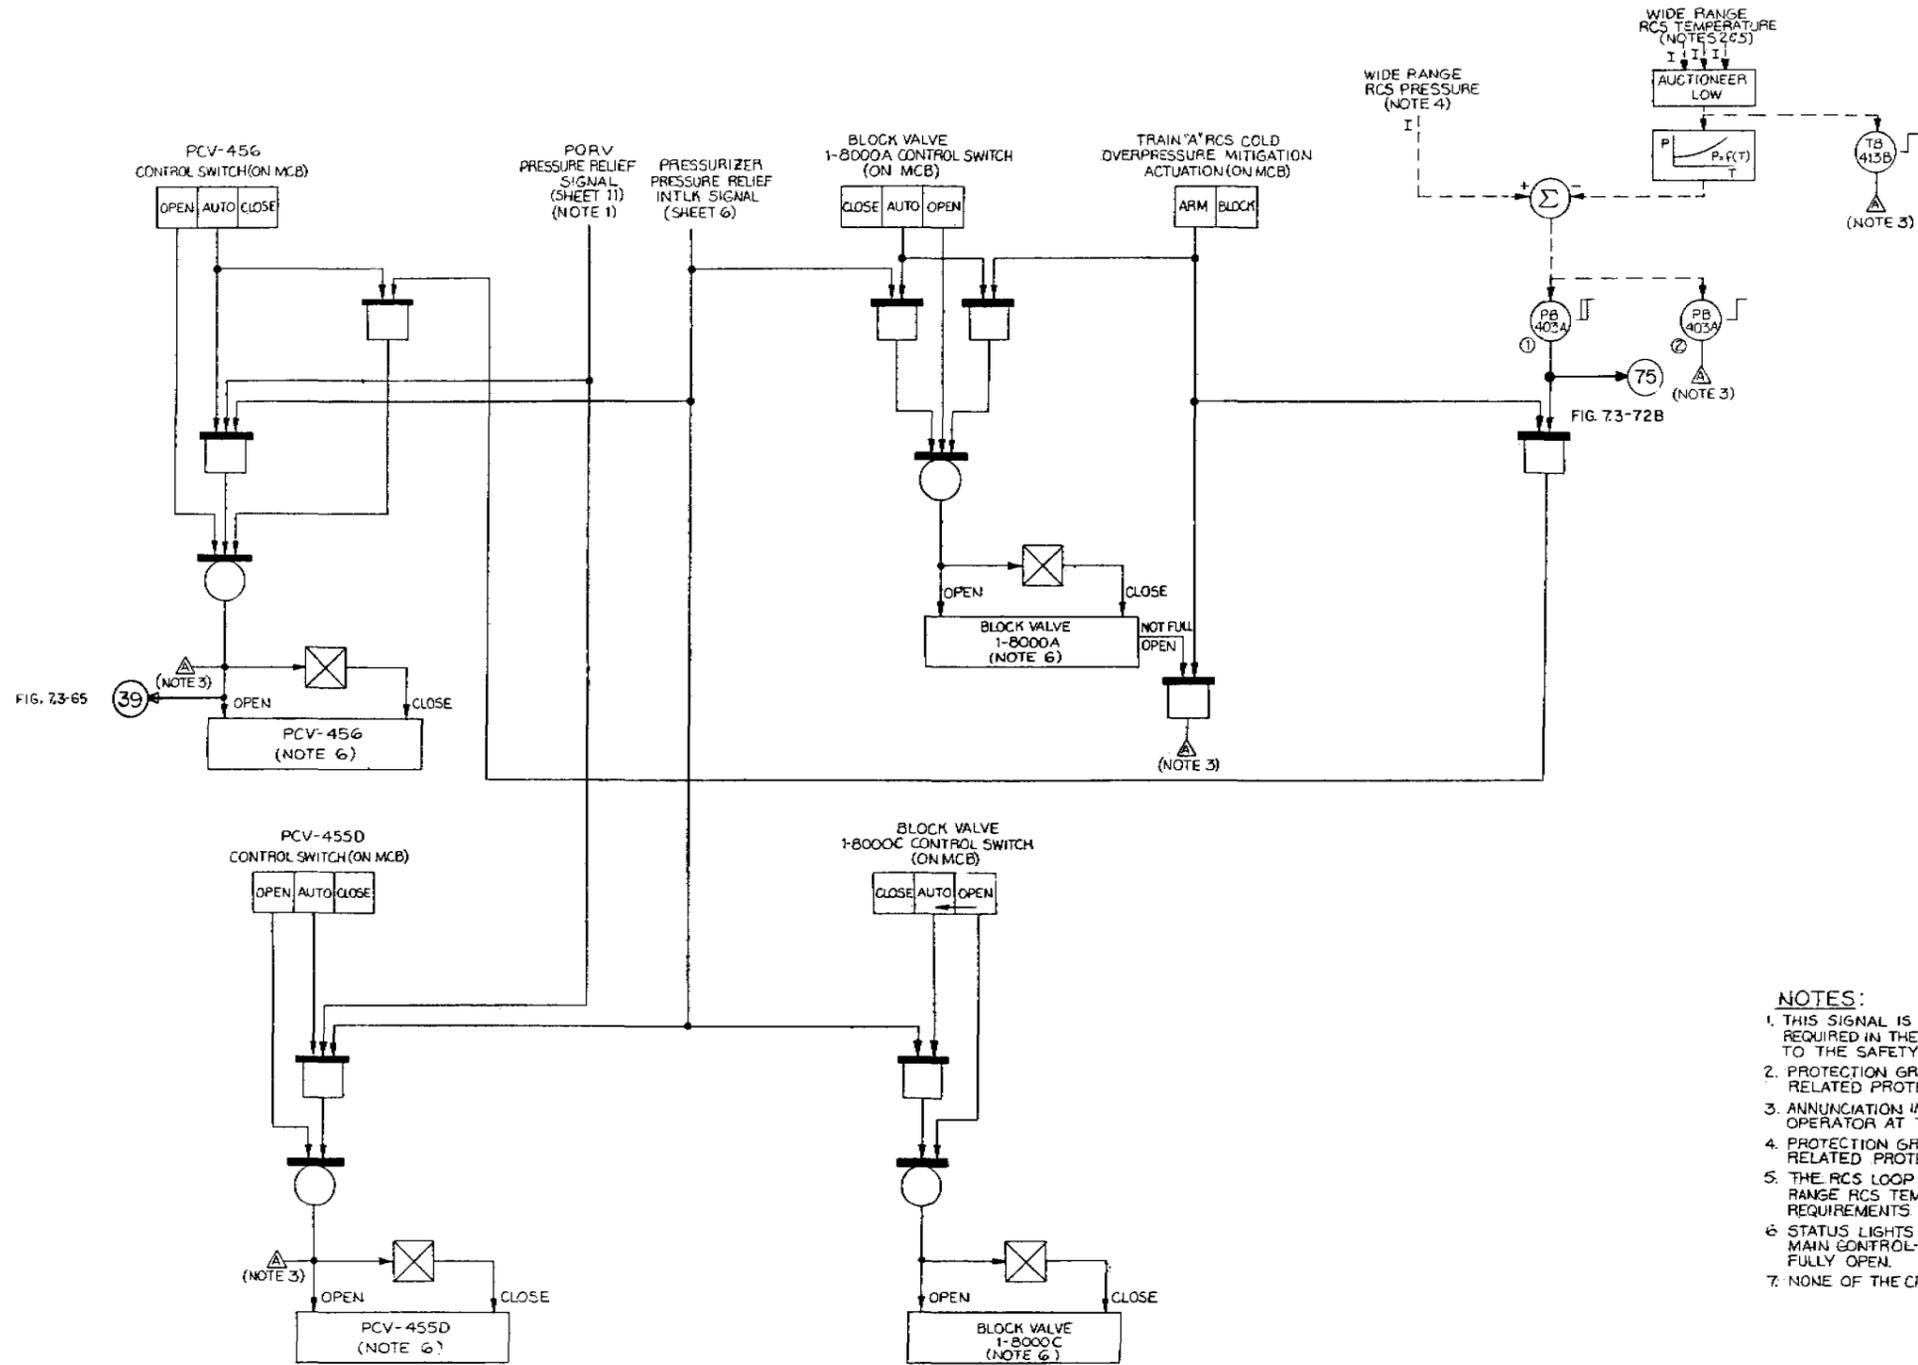 WIDE RANGE
RCS TEMPERATURE
(NOTES 2&5)
I I I
AUCTIONEER
LOW
WIDE RANGE
RCS PRESSURE
(NOTE 4)
I
P
P=f(T)
T
TB
413B
A
(NOTE 3)
+
Σ
-
PCV-456
CONTROL SWITCH (ON MCB)
OPEN AUTO CLOSE
PORV
PRESSURE RELIEF
SIGNAL
(SHEET 11)
(NOTE 1)
PRESSURIZER
PRESSURE RELIEF
INTLK SIGNAL
(SHEET 6)
BLOCK VALVE
1-8000A CONTROL SWITCH
(ON MCB)
CLOSE AUTO OPEN
TRAIN "A" RCS COLD
OVERPRESSURE MITIGATION
ACTUATION (ON MCB)
ARM BLOCK
PB
403A
1
PB
403A
2
A
(NOTE 3)
75
FIG. 7.3-72B
OPEN
CLOSE
BLOCK VALVE
1-8000A
(NOTE 6)
NOT FULL
OPEN
A
(NOTE 3)
A
(NOTE 3)
FIG. 7.3-65
39
OPEN
CLOSE
PCV-456
(NOTE 6)
PCV-455D
CONTROL SWITCH (ON MCB)
OPEN AUTO CLOSE
BLOCK VALVE
1-8000C CONTROL SWITCH
(ON MCB)
CLOSE AUTO OPEN
A
(NOTE 3)
OPEN
CLOSE
PCV-455D
(NOTE 6)
OPEN
CLOSE
BLOCK VALVE
1-8000C
(NOTE 6)
NOTES:
1. THIS SIGNAL IS
REQUIRED IN THE
TO THE SAFETY
2. PROTECTION GR
RELATED PROT
3. ANNUNCIATION
OPERATOR AT
4. PROTECTION GR
RELATED PROT
5. THE RCS LOOP
RANGE RCS TEM
REQUIREMENTS
6 STATUS LIGHTS
MAIN CONTROL-
FULLY OPEN.
7. NONE OF THE